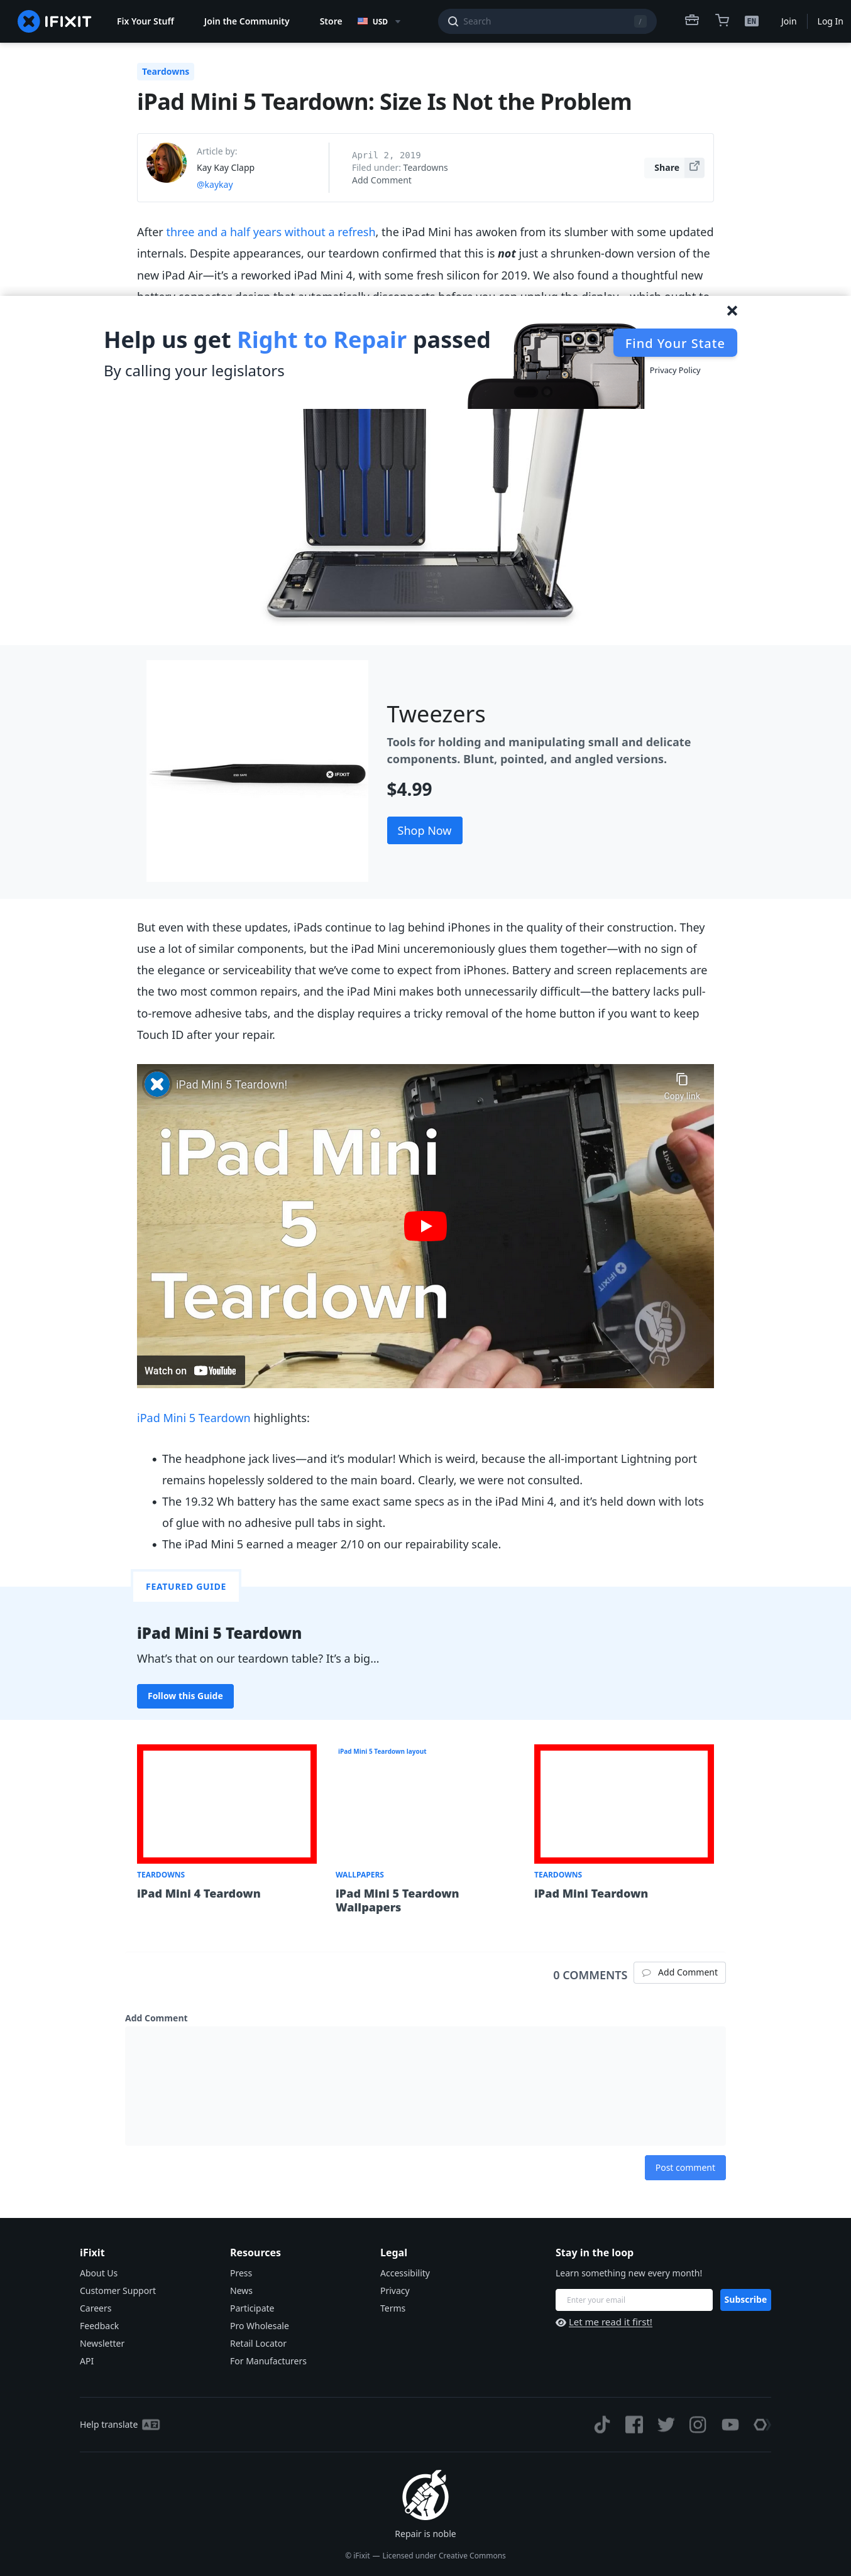 IFIXIT
Fix Your Stuff
Join the Community
Store
USD
Search
/
EN
Join
Log In
Teardowns
iPad Mini 5 Teardown: Size Is Not the Problem
Article by:
Kay Kay Clapp
@kaykay
April 2, 2019
Filed under: Teardowns
Add Comment
Share
After three and a half years without a refresh, the iPad Mini has awoken from its slumber with some updated
internals. Despite appearances, our teardown confirmed that this is not just a shrunken-down version of the
new iPad Air—it's a reworked iPad Mini 4, with some fresh silicon for 2019. We also found a thoughtful new
Help us get Right to Repair passed
By calling your legislators
Find Your State
Privacy Policy
IFIXIT
Tweezers
Tools for holding and manipulating small and delicate
components. Blunt, pointed, and angled versions.
$4.99
Shop Now
But even with these updates, iPads continue to lag behind iPhones in the quality of their construction. They
use a lot of similar components, but the iPad Mini unceremoniously glues them together—with no sign of
the elegance or serviceability that we've come to expect from iPhones. Battery and screen replacements are
the two most common repairs, and the iPad Mini makes both unnecessarily difficult—the battery lacks pull-
to-remove adhesive tabs, and the display requires a tricky removal of the home button if you want to keep
Touch ID after your repair.
iPad Mini 5 Teardown!
Copy link
iPad Mini
5
Teardown
IFIXIT
Watch on YouTube
iPad Mini 5 Teardown highlights:
• The headphone jack lives—and it's modular! Which is weird, because the all-important Lightning port
remains hopelessly soldered to the main board. Clearly, we were not consulted.
• The 19.32 Wh battery has the same exact same specs as in the iPad Mini 4, and it's held down with lots
of glue with no adhesive pull tabs in sight.
• The iPad Mini 5 earned a meager 2/10 on our repairability scale.
FEATURED GUIDE
iPad Mini 5 Teardown
What's that on our teardown table? It's a big...
Follow this Guide
iPad Mini 5 Teardown layout
TEARDOWNS
iPad Mini 4 Teardown
WALLPAPERS
iPad Mini 5 Teardown
Wallpapers
TEARDOWNS
iPad Mini Teardown
0 COMMENTS
Add Comment
Add Comment
Post comment
iFixit
About Us
Customer Support
Careers
Feedback
Newsletter
API
Resources
Press
News
Participate
Pro Wholesale
Retail Locator
For Manufacturers
Legal
Accessibility
Privacy
Terms
Stay in the loop
Learn something new every month!
Enter your email
Subscribe
Let me read it first!
Help translate
Repair is noble
© iFixit — Licensed under Creative Commons